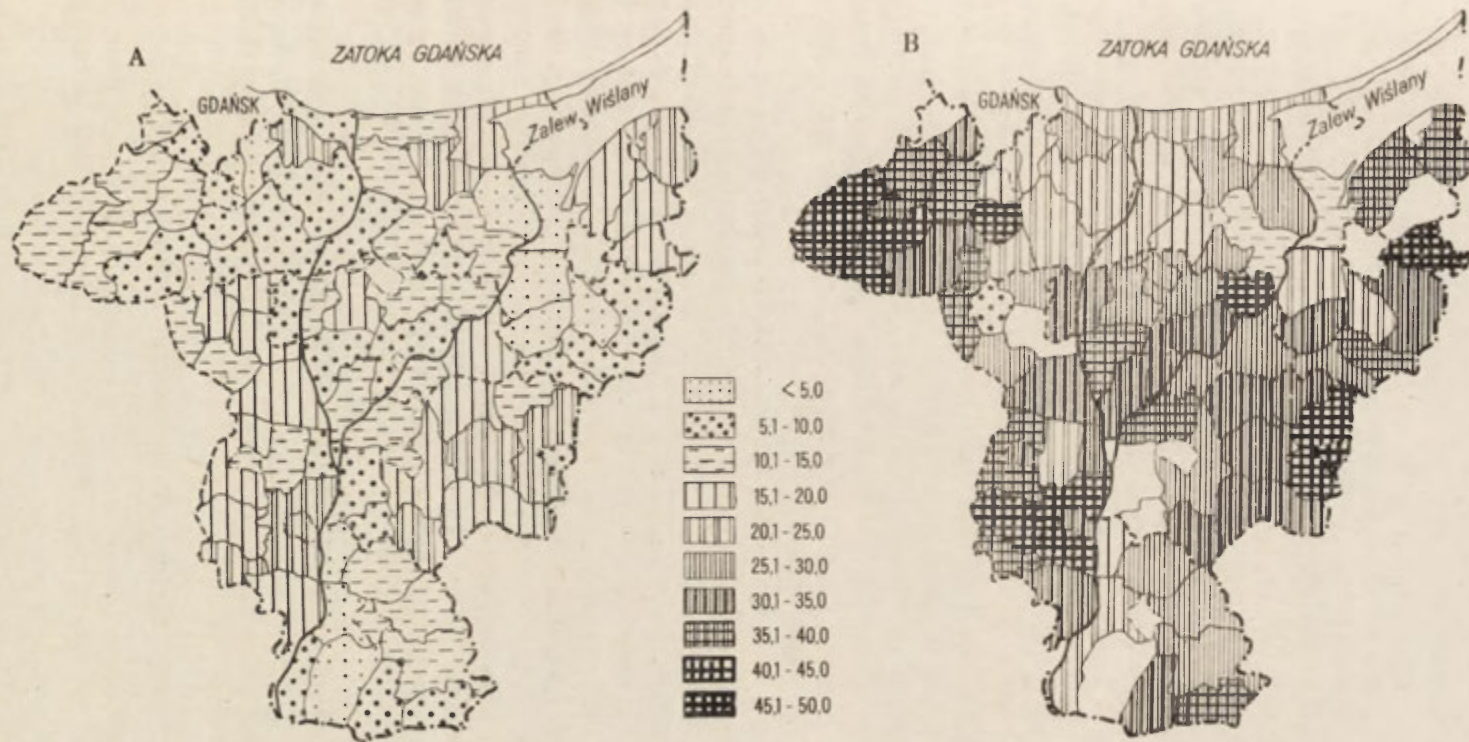 A
ZATOKA GDAŃSKA
GDAŃSK
Zalew Wiślany
B
ZATOKA GDAŃSKA
GDAŃSK
Zalew Wiślany
< 5,0
5,1 - 10,0
10,1 - 15,0
15,1 - 20,0
20,1 - 25,0
25,1 - 30,0
30,1 - 35,0
35,1 - 40,0
40,1 - 45,0
45,1 - 50,0